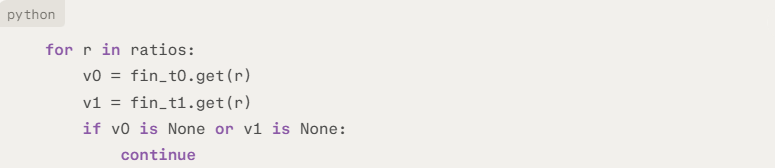 python
for r in ratios:
    v0 = fin_t0.get(r)
    v1 = fin_t1.get(r)
    if v0 is None or v1 is None:
        continue